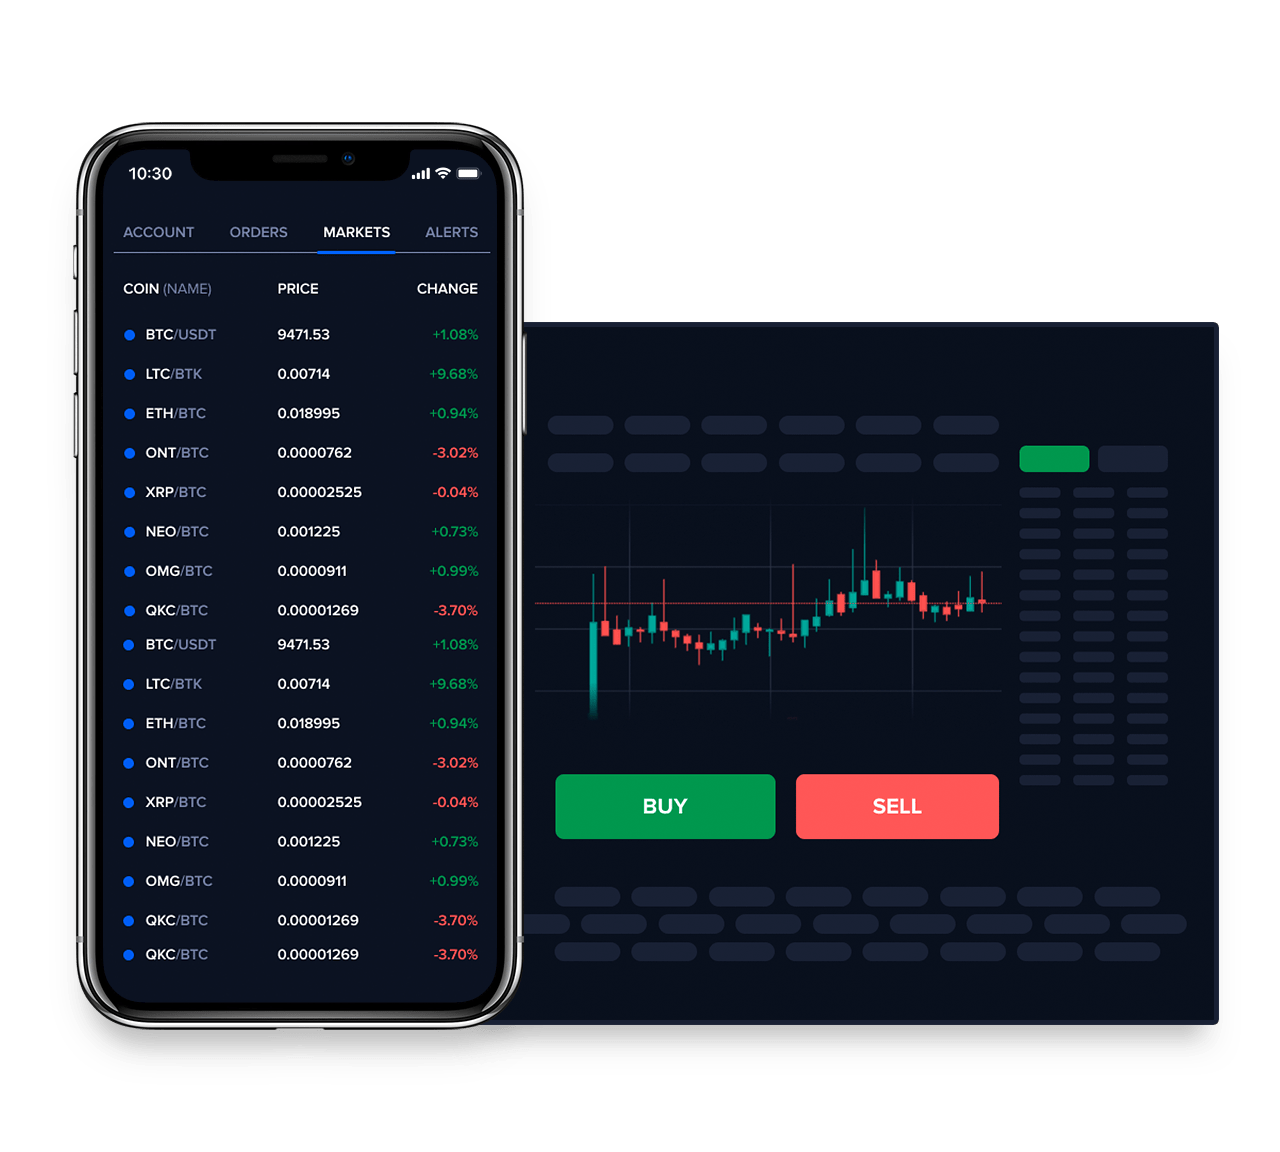 10:30
ACCOUNT ORDERS MARKETS ALERTS
COIN (NAME) PRICE CHANGE
BTC/USDT 9471.53 +1.08%
LTC/BTK 0.00714 +9.68%
ETH/BTC 0.018995 +0.94%
ONT/BTC 0.0000762 -3.02%
XRP/BTC 0.00002525 -0.04%
NEO/BTC 0.001225 +0.73%
OMG/BTC 0.0000911 +0.99%
QKC/BTC 0.00001269 -3.70%
BTC/USDT 9471.53 +1.08%
LTC/BTK 0.00714 +9.68%
ETH/BTC 0.018995 +0.94%
ONT/BTC 0.0000762 -3.02%
XRP/BTC 0.00002525 -0.04%
NEO/BTC 0.001225 +0.73%
OMG/BTC 0.0000911 +0.99%
QKC/BTC 0.00001269 -3.70%
QKC/BTC 0.00001269 -3.70%
BUY SELL